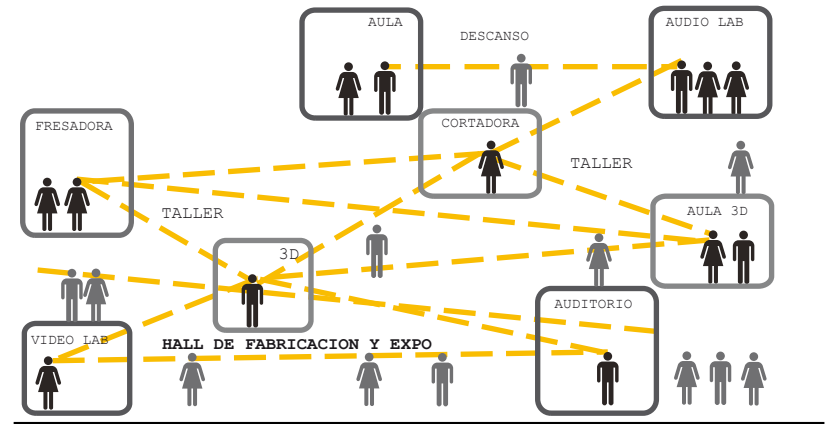 AULA
DESCANSO
AUDIO LAB
FRESADORA
CORTADORA
TALLER
TALLER
AULA 3D
3D
AUDITORIO
VIDEO LAB
HALL DE FABRICACION Y EXPO